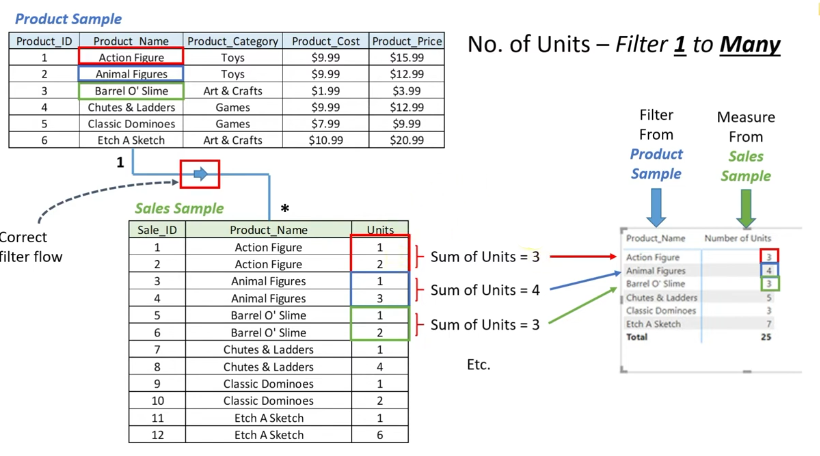 Product Sample
Product_ID Product_Name Product_Category Product_Cost Product_Price
1 Action Figure Toys $9.99 $15.99
2 Animal Figures Toys $9.99 $12.99
3 Barrel O' Slime Art & Crafts $1.99 $3.99
4 Chutes & Ladders Games $9.99 $12.99
5 Classic Dominoes Games $7.99 $9.99
6 Etch A Sketch Art & Crafts $10.99 $20.99
No. of Units – Filter 1 to Many
1
*
Correct
filter flow
Sales Sample
Sale_ID Product_Name Units
1 Action Figure 1
2 Action Figure 2
3 Animal Figures 1
4 Animal Figures 3
5 Barrel O' Slime 1
6 Barrel O' Slime 2
7 Chutes & Ladders 1
8 Chutes & Ladders 4
9 Classic Dominoes 1
10 Classic Dominoes 2
11 Etch A Sketch 1
12 Etch A Sketch 6
Sum of Units = 3
Sum of Units = 4
Sum of Units = 3
Etc.
Filter
From
Product
Sample
Measure
From
Sales
Sample
Product_Name Number of Units
Action Figure 3
Animal Figures 4
Barrel O' Slime 3
Chutes & Ladders 5
Classic Dominoes 3
Etch A Sketch 7
Total 25